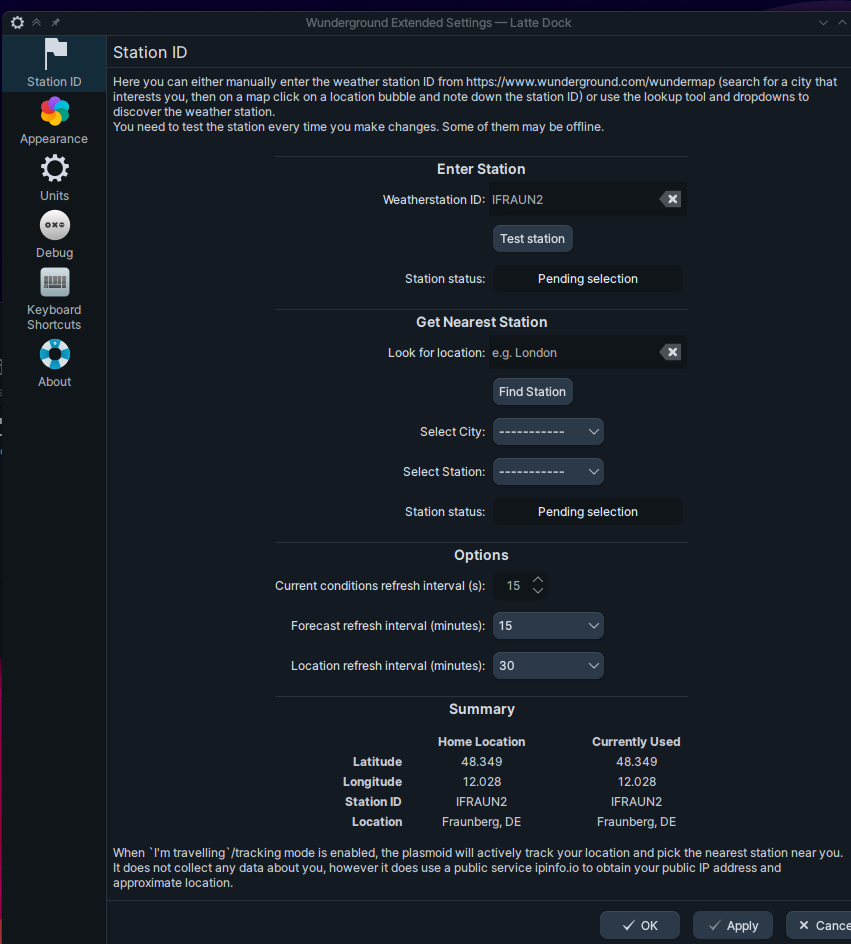 Wunderground Extended Settings — Latte Dock
Station ID
Appearance
Units
Debug
Keyboard
Shortcuts
About
Station ID
Here you can either manually enter the weather station ID from https://www.wunderground.com/wundermap (search for a city that
interests you, then on a map click on a location bubble and note down the station ID) or use the lookup tool and dropdowns to
discover the weather station.
You need to test the station every time you make changes. Some of them may be offline.
Enter Station
Weatherstation ID: IFRAUN2
Test station
Station status: Pending selection
Get Nearest Station
Look for location: e.g. London
Find Station
Select City: -----------
Select Station: -----------
Station status: Pending selection
Options
Current conditions refresh interval (s): 15
Forecast refresh interval (minutes): 15
Location refresh interval (minutes): 30
Summary
Home Location Currently Used
Latitude 48.349 48.349
Longitude 12.028 12.028
Station ID IFRAUN2 IFRAUN2
Location Fraunberg, DE Fraunberg, DE
When `I'm travelling`/tracking mode is enabled, the plasmoid will actively track your location and pick the nearest station near you.
It does not collect any data about you, however it does use a public service ipinfo.io to obtain your public IP address and
approximate location.
OK Apply Cance